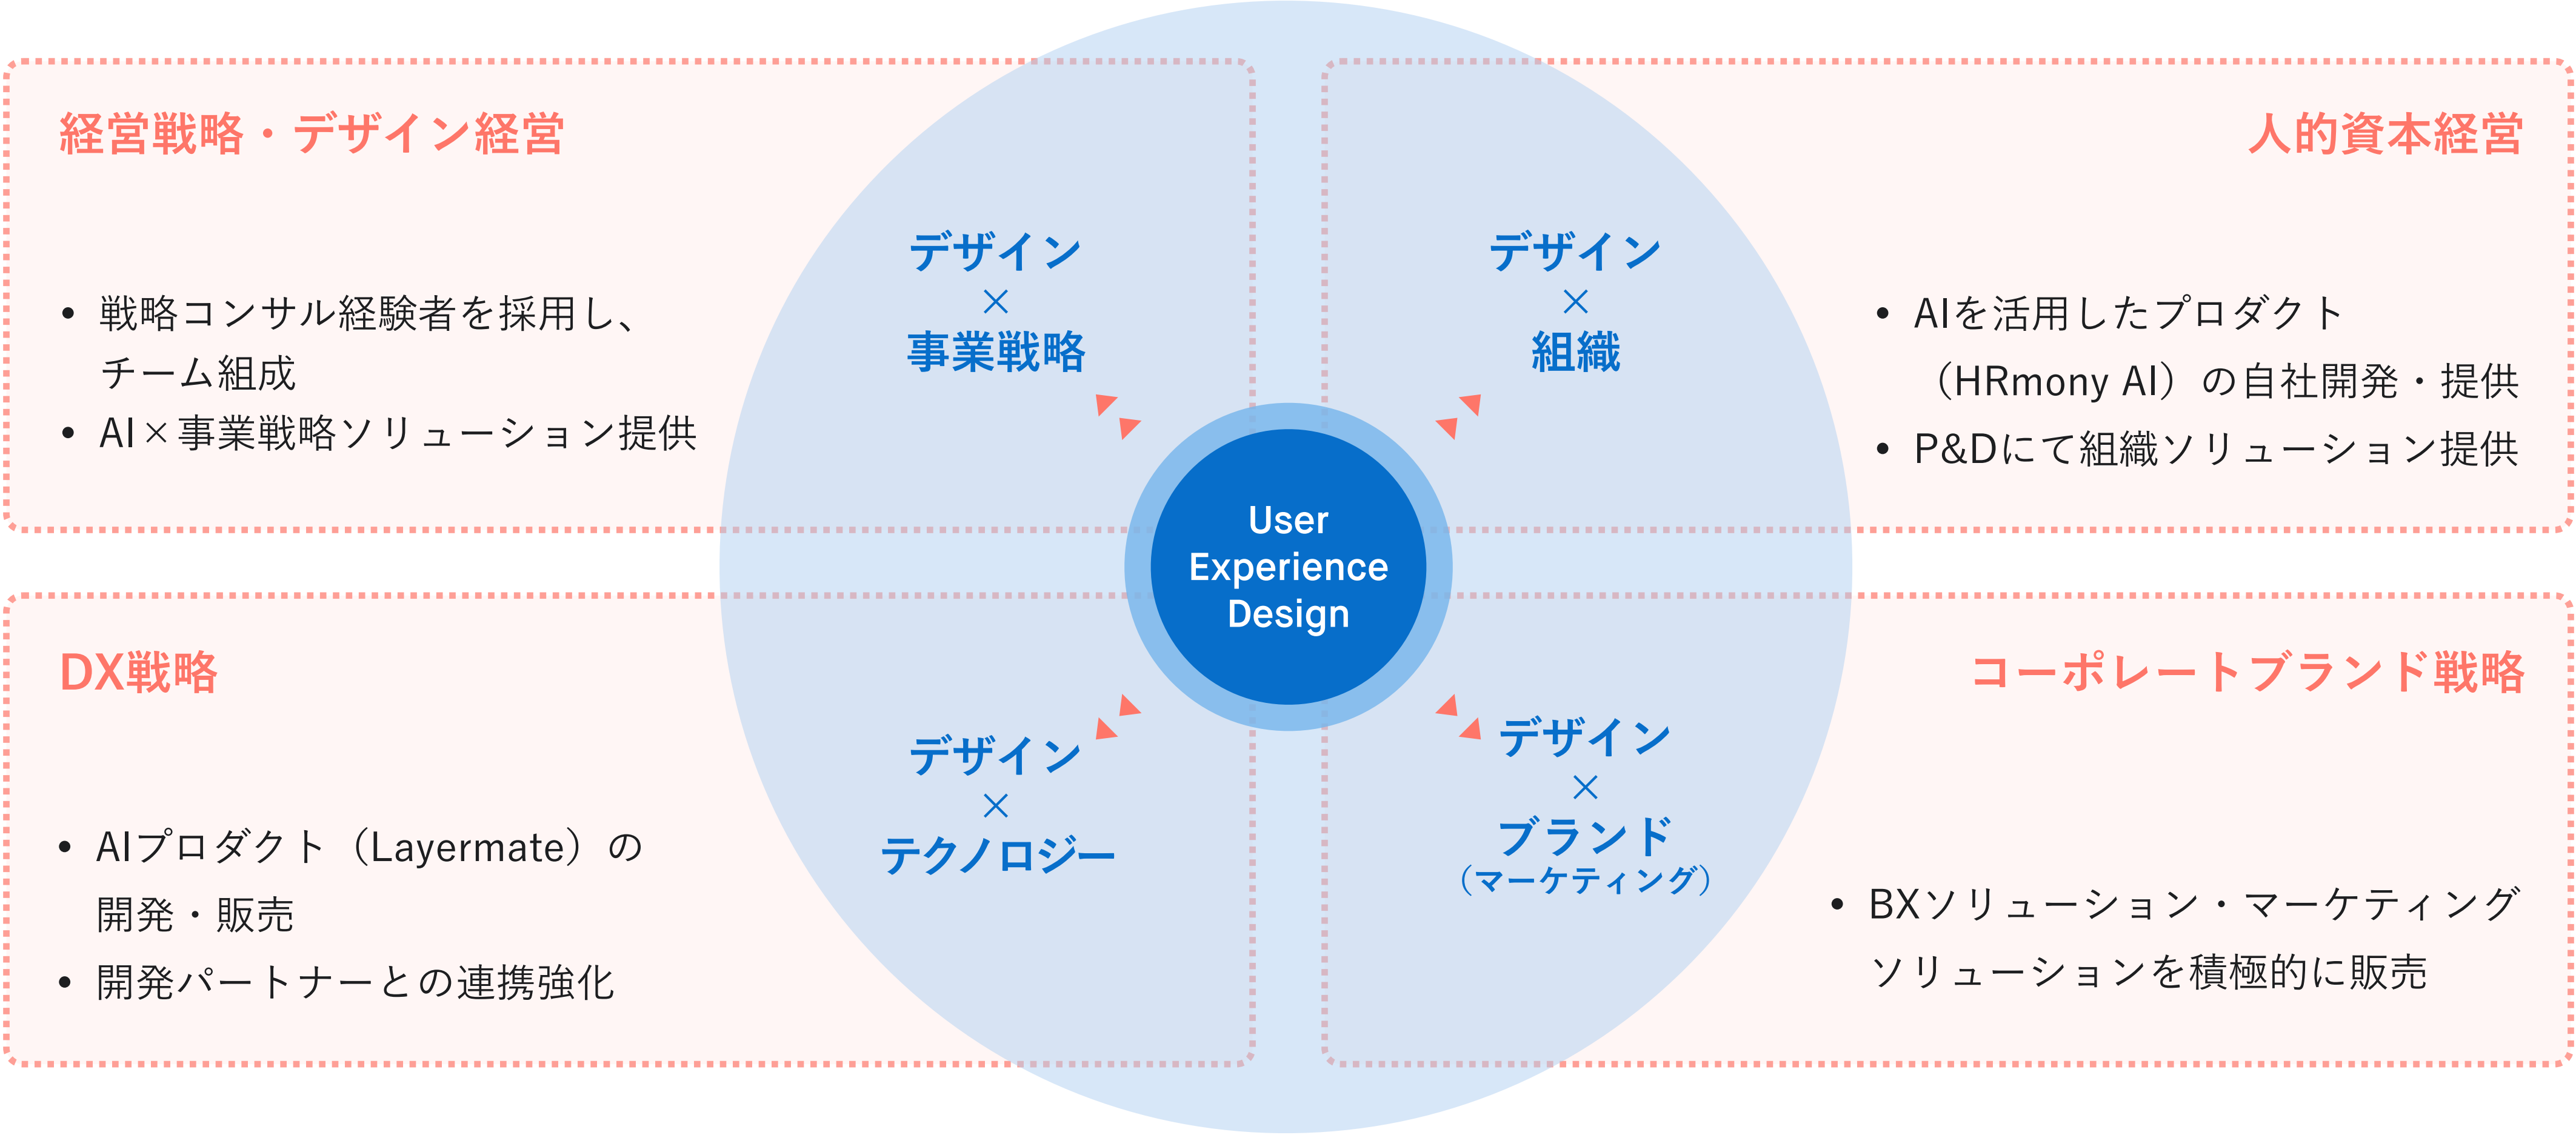 経営戦略・デザイン経営
• 戦略コンサル経験者を採用し、
チーム組成
• AI×事業戦略ソリューション提供
デザイン
×
事業戦略
デザイン
×
組織
人的資本経営
• AIを活用したプロダクト
（HRmony AI）の自社開発・提供
• P&Dにて組織ソリューション提供
User
Experience
Design
DX戦略
• AIプロダクト（Layermate）の
開発・販売
• 開発パートナーとの連携強化
デザイン
×
テクノロジー
デザイン
×
ブランド
（マーケティング）
コーポレートブランド戦略
• BXソリューション・マーケティング
ソリューションを積極的に販売